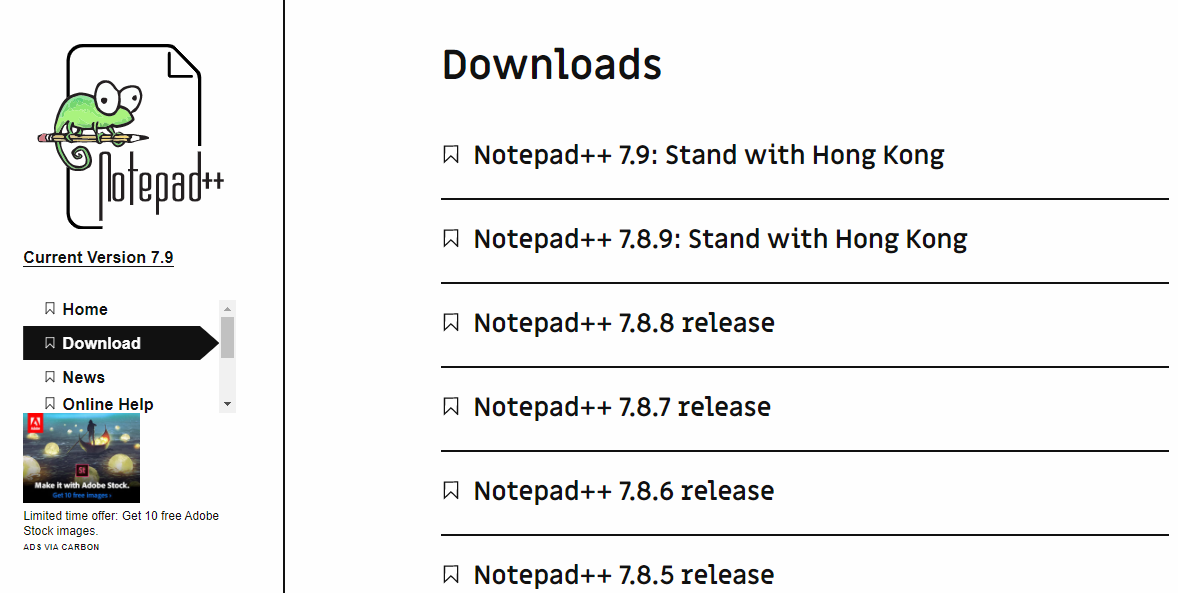 Notepad++
Current Version 7.9
Home
Download
News
Online Help
Adobe
St
Make it with Adobe Stock.
Get 10 free images ›
Limited time offer: Get 10 free Adobe
Stock images.
ADS VIA CARBON
Downloads
Notepad++ 7.9: Stand with Hong Kong
Notepad++ 7.8.9: Stand with Hong Kong
Notepad++ 7.8.8 release
Notepad++ 7.8.7 release
Notepad++ 7.8.6 release
Notepad++ 7.8.5 release